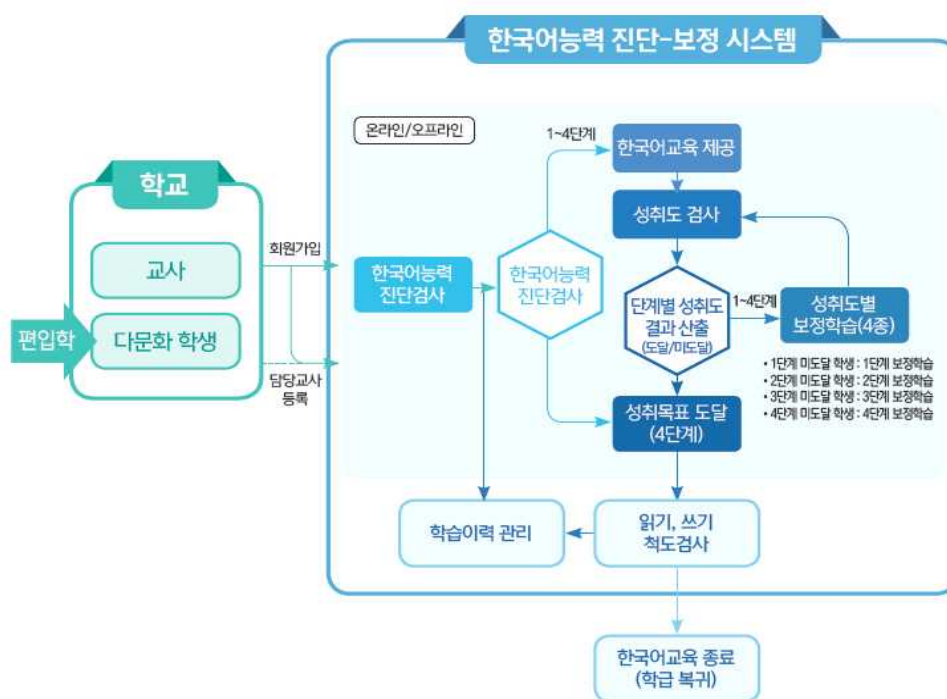 한국어능력 진단-보정 시스템
온라인/오프라인
1~4단계
한국어교육 제공
학교
성취도 검사
교사
회원가입
한국어능력
진단검사
한국어능력
진단검사
단계별 성취도
결과 산출
(도달/미도달)
1~4단계
성취도별
보정학습(4종)
편입학
다문화 학생
• 1단계 미도달 학생 : 1단계 보정학습
• 2단계 미도달 학생 : 2단계 보정학습
• 3단계 미도달 학생 : 3단계 보정학습
• 4단계 미도달 학생 : 4단계 보정학습
담당교사
등록
성취목표 도달
(4단계)
학습이력 관리
읽기, 쓰기
척도검사
한국어교육 종료
(학급 복귀)